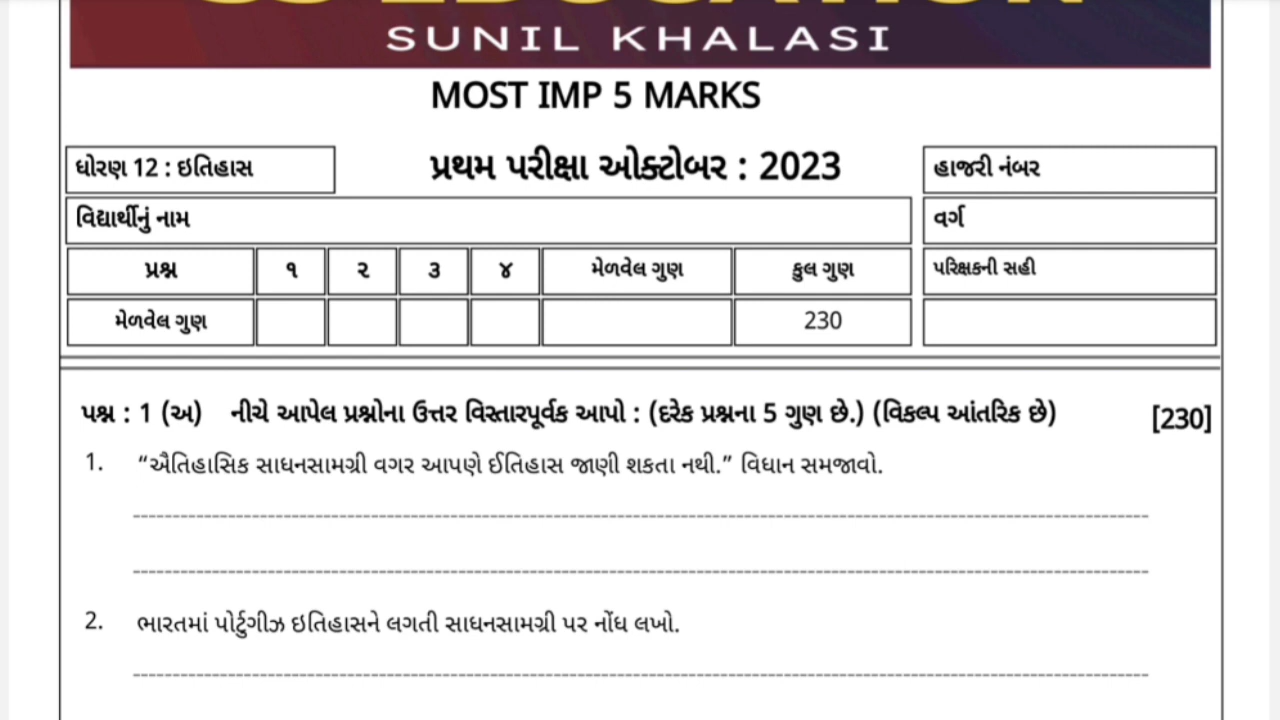 EDUCATION
SUNIL KHALASI
MOST IMP 5 MARKS
ધોરણ 12 : ઇતિહાસ
પ્રથમ પરીક્ષા ઓક્ટોબર : 2023
હાજરી નંબર
વિદ્યાર્થીનું નામ
વર્ગ
પ્રશ્ન ૧ ૨ ૩ ૪ મેળવેલ ગુણ કુલ ગુણ
પરિક્ષકની સહી
મેળવેલ ગુણ 230
પશ્ન : 1 (અ) નીચે આપેલ પ્રશ્નોના ઉત્તર વિસ્તારપૂર્વક આપો : (દરેક પ્રશ્નના 5 ગુણ છે.) (વિકલ્પ આંતરિક છે) [230]
1. “ઐતિહાસિક સાધનસામગ્રી વગર આપણે ઈતિહાસ જાણી શકતા નથી.” વિધાન સમજાવો.
2. ભારતમાં પોર્ટુગીઝ ઇતિહાસને લગતી સાધનસામગ્રી પર નોંધ લખો.